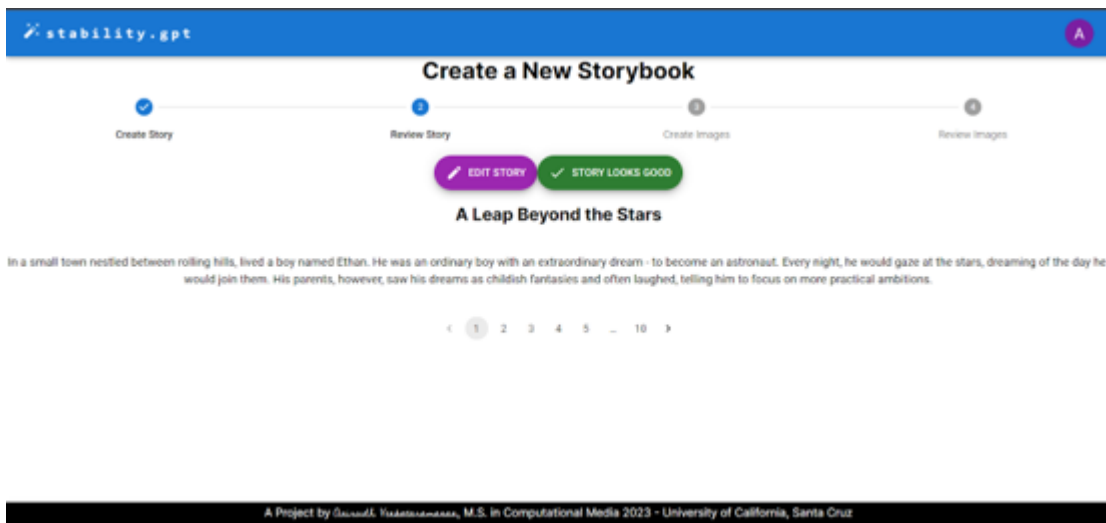 stability.gpt
A
Create a New Storybook
2
3
4
Create Story
Review Story
Create Images
Review Images
EDIT STORY
STORY LOOKS GOOD
A Leap Beyond the Stars
In a small town nestled between rolling hills, lived a boy named Ethan. He was an ordinary boy with an extraordinary dream - to become an astronaut. Every night, he would gaze at the stars, dreaming of the day he
would join them. His parents, however, saw his dreams as childish fantasies and often laughed, telling him to focus on more practical ambitions.
< 1 2 3 4 5 … 10 >
A Project by , M.S. in Computational Media 2023 - University of California, Santa Cruz